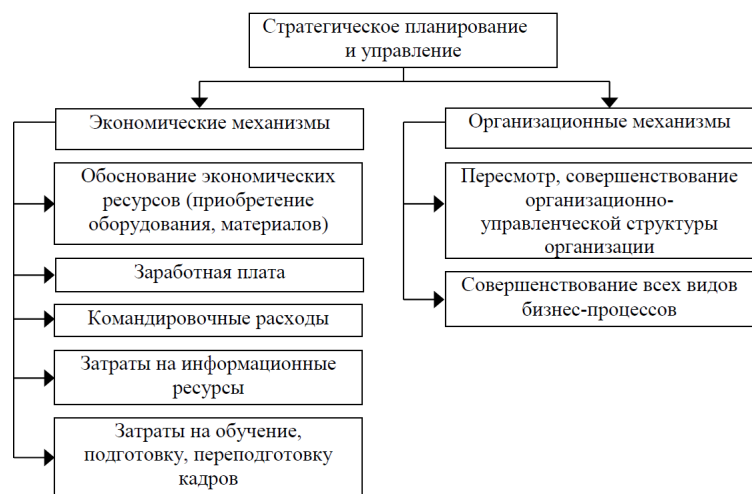 Стратегическое планирование
и управление
Экономические механизмы
Обоснование экономических
ресурсов (приобретение
оборудования, материалов)
Заработная плата
Командировочные расходы
Затраты на информационные
ресурсы
Затраты на обучение,
подготовку, переподготовку
кадров
Организационные механизмы
Пересмотр, совершенствование
организационно-
управленческой структуры
организации
Совершенствование всех видов
бизнес-процессов